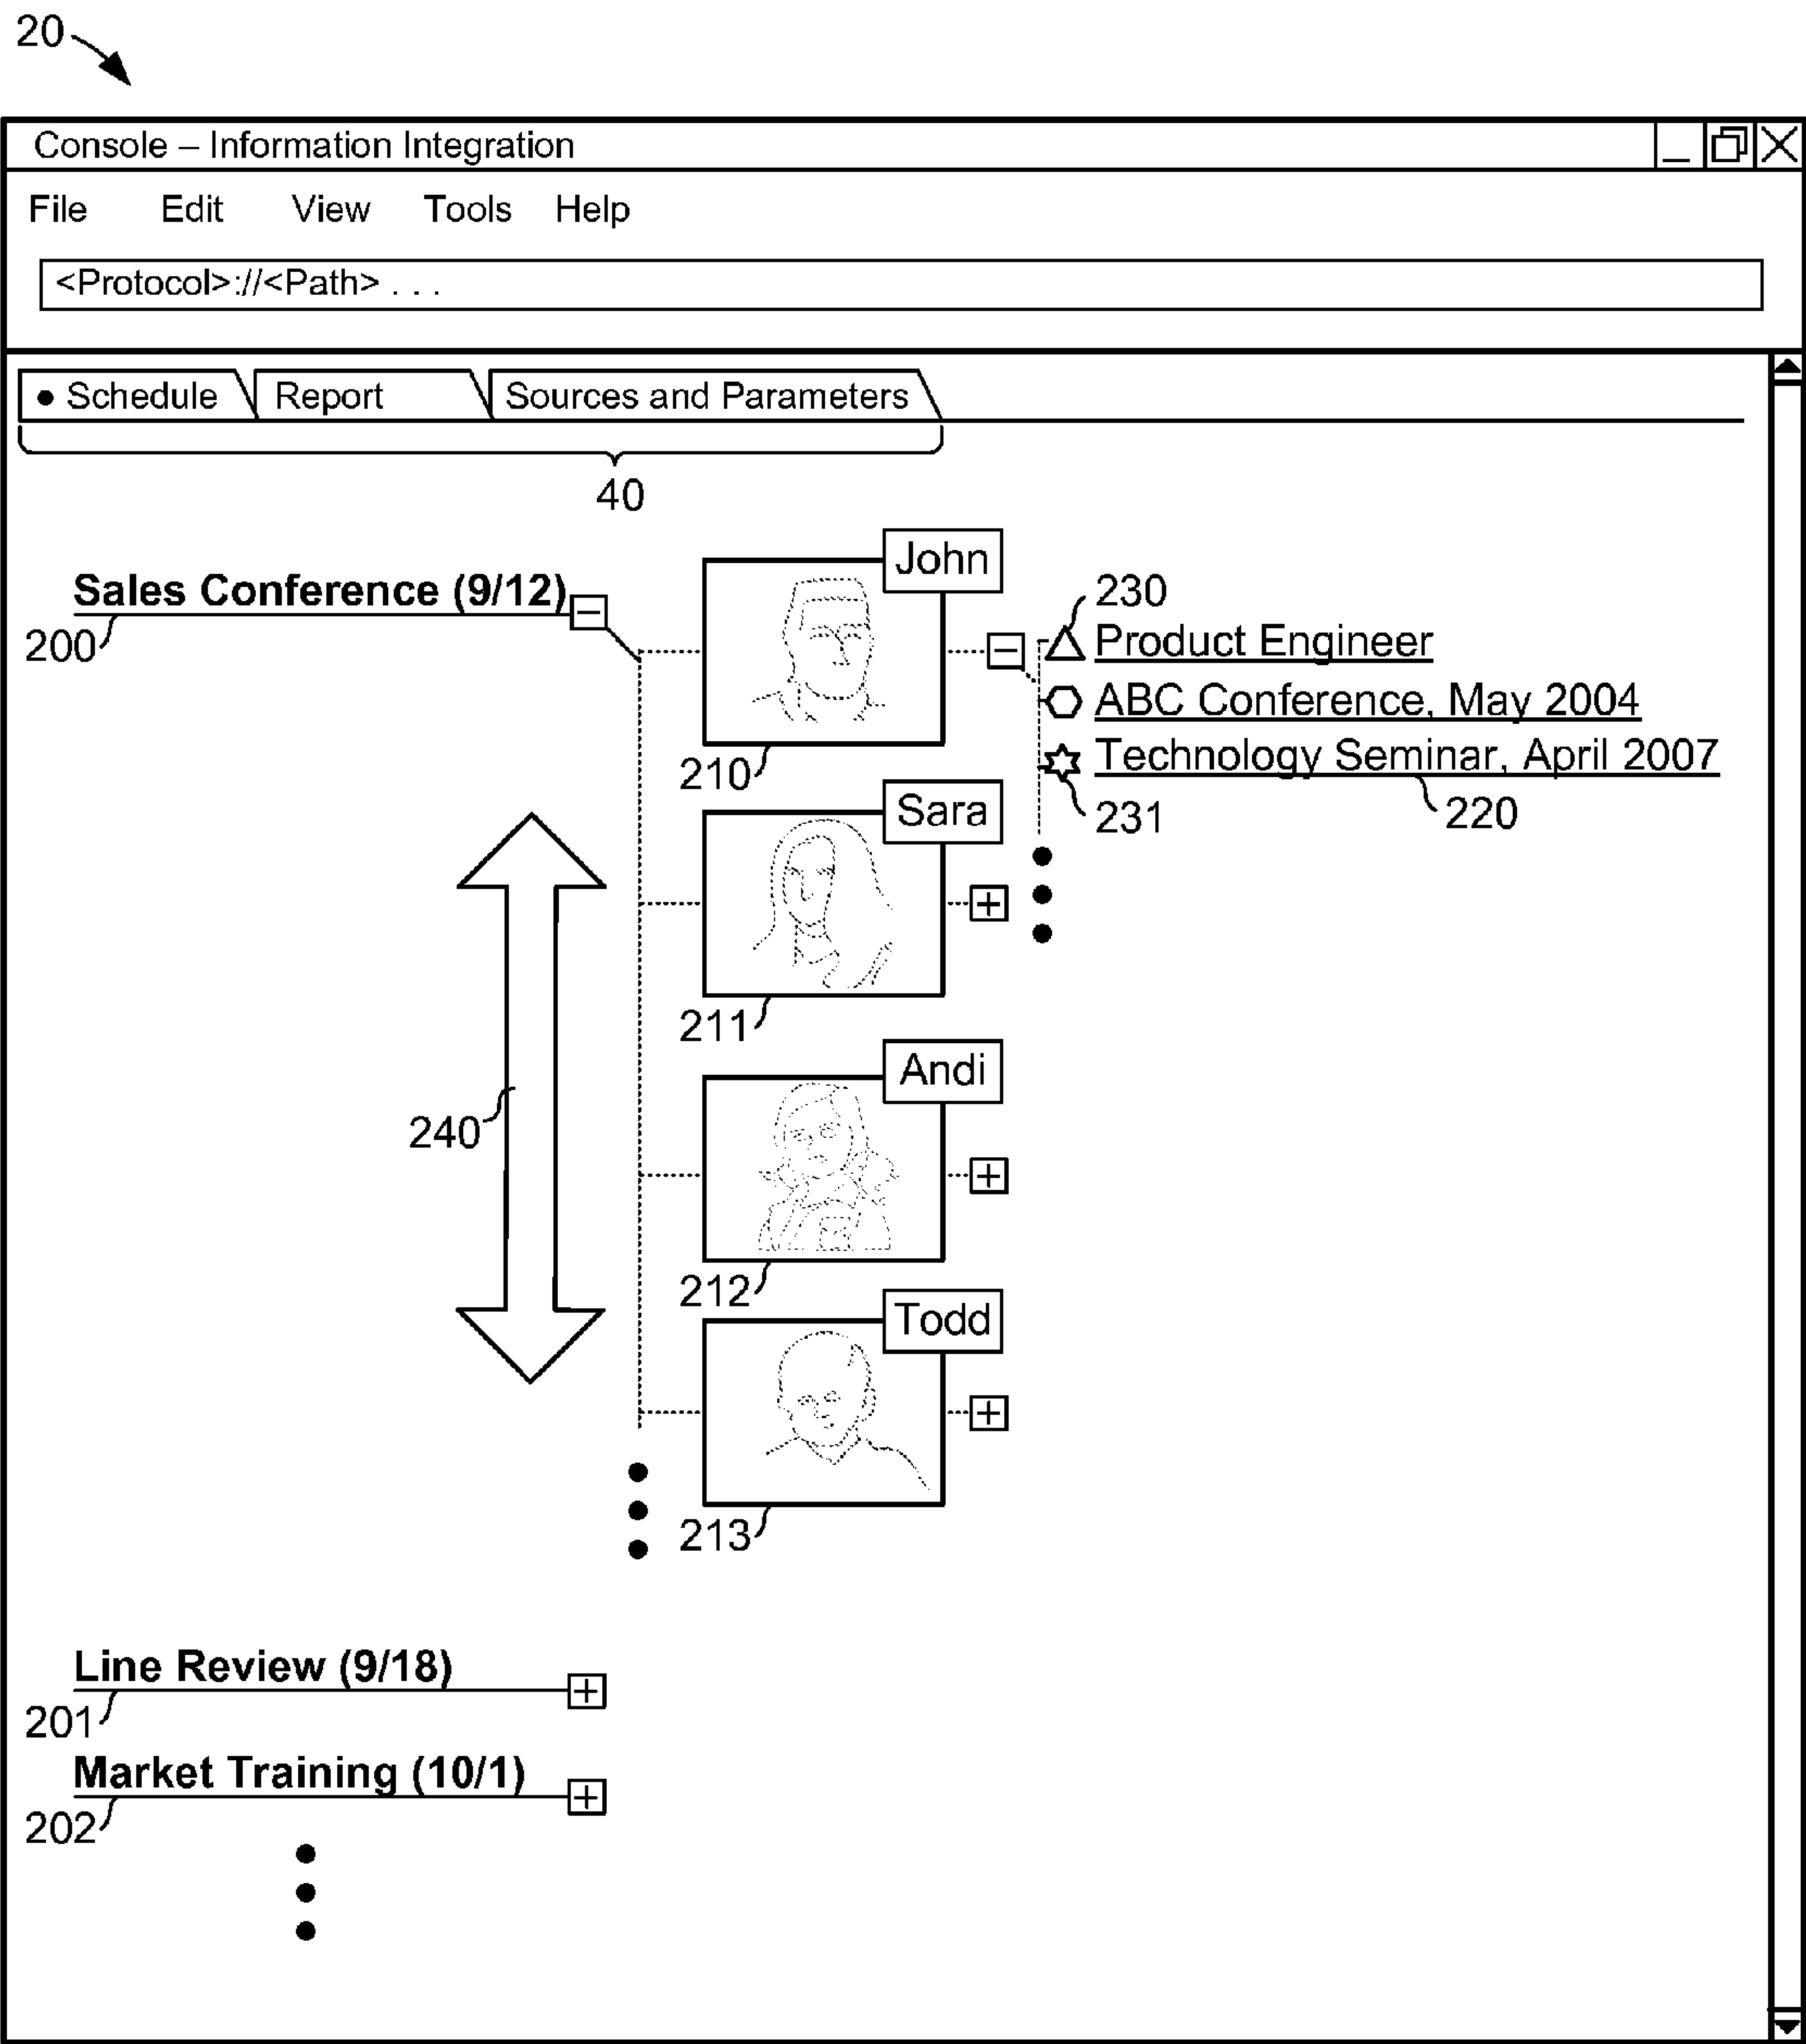 20
Console – Information Integration
File Edit View Tools Help
<Protocol>://<Path> . . .
• Schedule Report Sources and Parameters
40
John
Sales Conference (9/12)
200
230
Product Engineer
ABC Conference, May 2004
Technology Seminar, April 2007
210
231
220
Sara
211
Andi
240
212
Todd
213
Line Review (9/18)
201
Market Training (10/1)
202